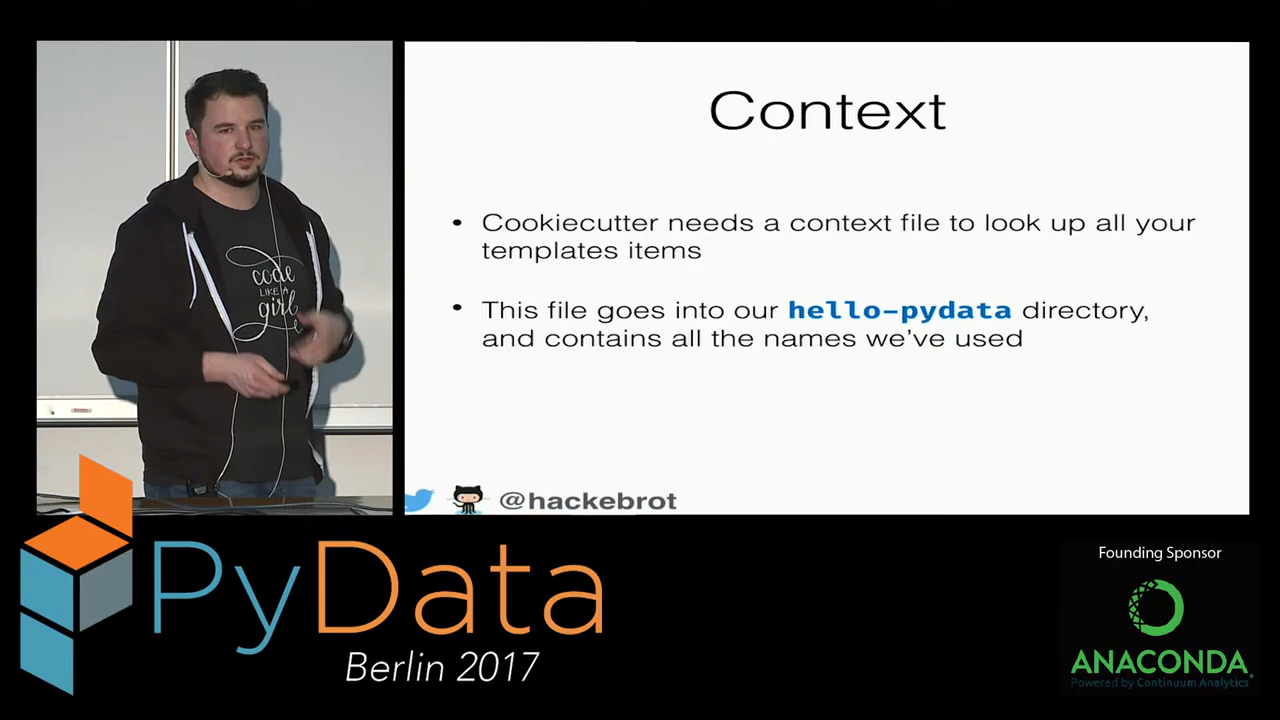 Context
• Cookiecutter needs a context file to look up all your
templates items
• This file goes into our hello-pydata directory,
and contains all the names we've used
@hackebrot
code
LIKE A
girl
PyData
Berlin 2017
Founding Sponsor
ANACONDA
Powered by Continuum Analytics